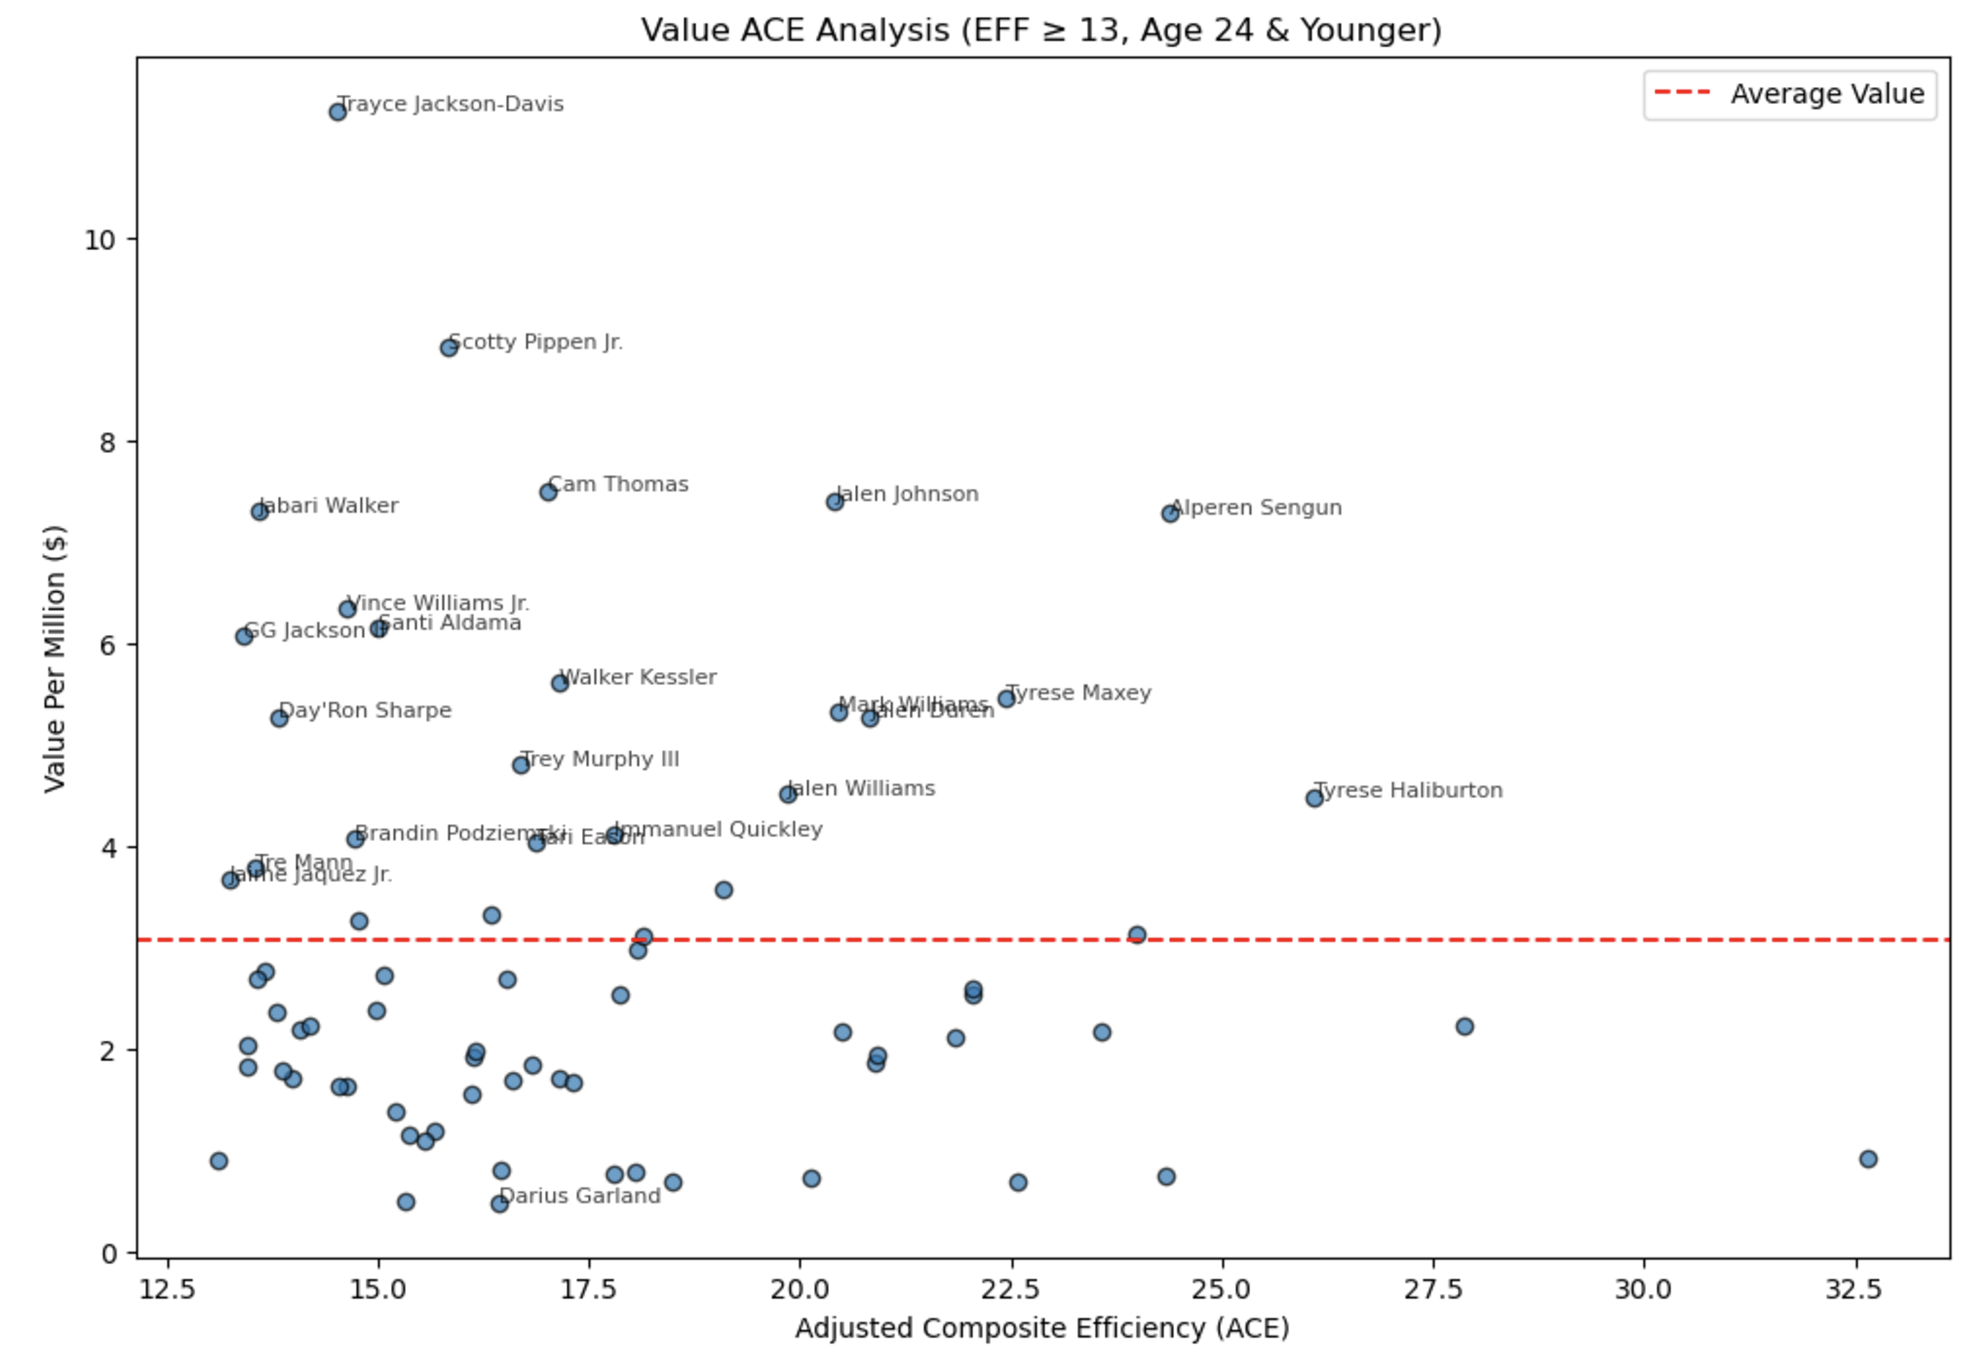 Value ACE Analysis (EFF ≥ 13, Age 24 & Younger)
Average Value
Trayce Jackson-Davis
Scotty Pippen Jr.
Cam Thomas
Jalen Johnson
Jabari Walker
Alperen Sengun
Vince Williams Jr.
Santi Aldama
GG Jackson
Walker Kessler
Tyrese Maxey
Mark Williams
Jalen Duren
Day'Ron Sharpe
Trey Murphy III
Jalen Williams
Tyrese Haliburton
Immanuel Quickley
Brandin Podziemski
Tari Eason
Tre Mann
Jaime Jaquez Jr.
Darius Garland
Value Per Million ($)
10
8
6
4
2
0
12.5 15.0 17.5 20.0 22.5 25.0 27.5 30.0 32.5
Adjusted Composite Efficiency (ACE)